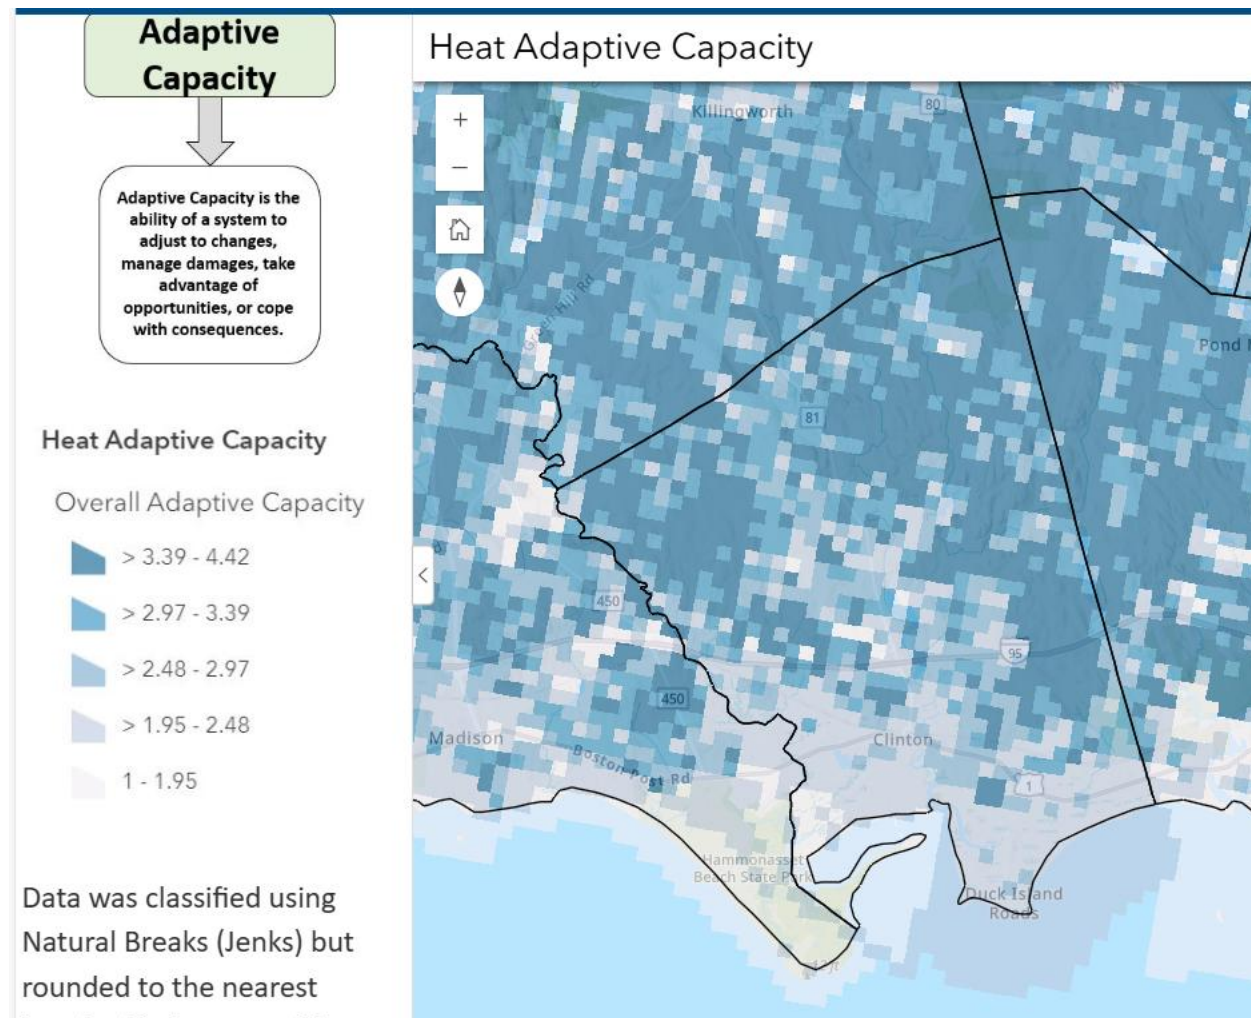 Adaptive
Capacity
Adaptive Capacity is the
ability of a system to
adjust to changes,
manage damages, take
advantage of
opportunities, or cope
with consequences.
Heat Adaptive Capacity
Overall Adaptive Capacity
> 3.39 - 4.42
> 2.97 - 3.39
> 2.48 - 2.97
> 1.95 - 2.48
1 - 1.95
Data was classified using
Natural Breaks (Jenks) but
rounded to the nearest
Heat Adaptive Capacity
+
−
Killingworth
80
Green Hill Rd
Pond
81
450
95
450
Madison
Boston Post Rd
Clinton
1
Hammonasset
Beach State Park
Duck Island
Roads